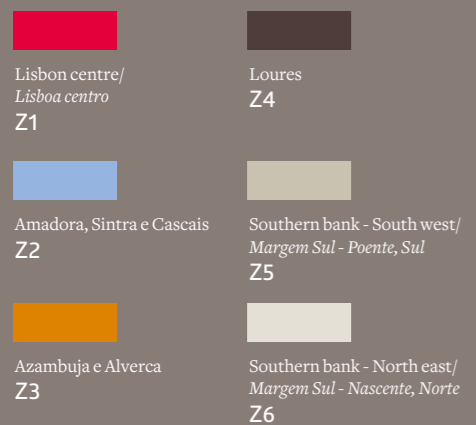 Lisbon centre/
Lisboa centro
Z1
Amadora, Sintra e Cascais
Z2
Azambuja e Alverca
Z3
Loures
Z4
Southern bank - South west/
Margem Sul - Poente, Sul
Z5
Southern bank - North east/
Margem Sul - Nascente, Norte
Z6